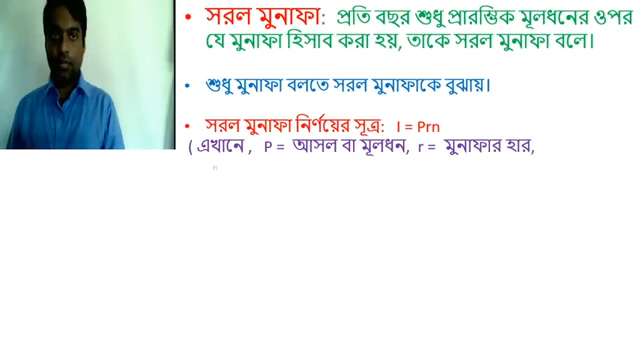 • সরল মুনাফা: প্রতি বছর শুধু প্রারম্ভিক মূলধনের ওপর
যে মুনাফা হিসাব করা হয়, তাকে সরল মুনাফা বলে।
• শুধু মুনাফা বলতে সরল মুনাফাকে বুঝায়।
• সরল মুনাফা নির্ণয়ের সূত্র: I = Prn
( এখানে , P = আসল বা মূলধন, r = মুনাফার হার,
n